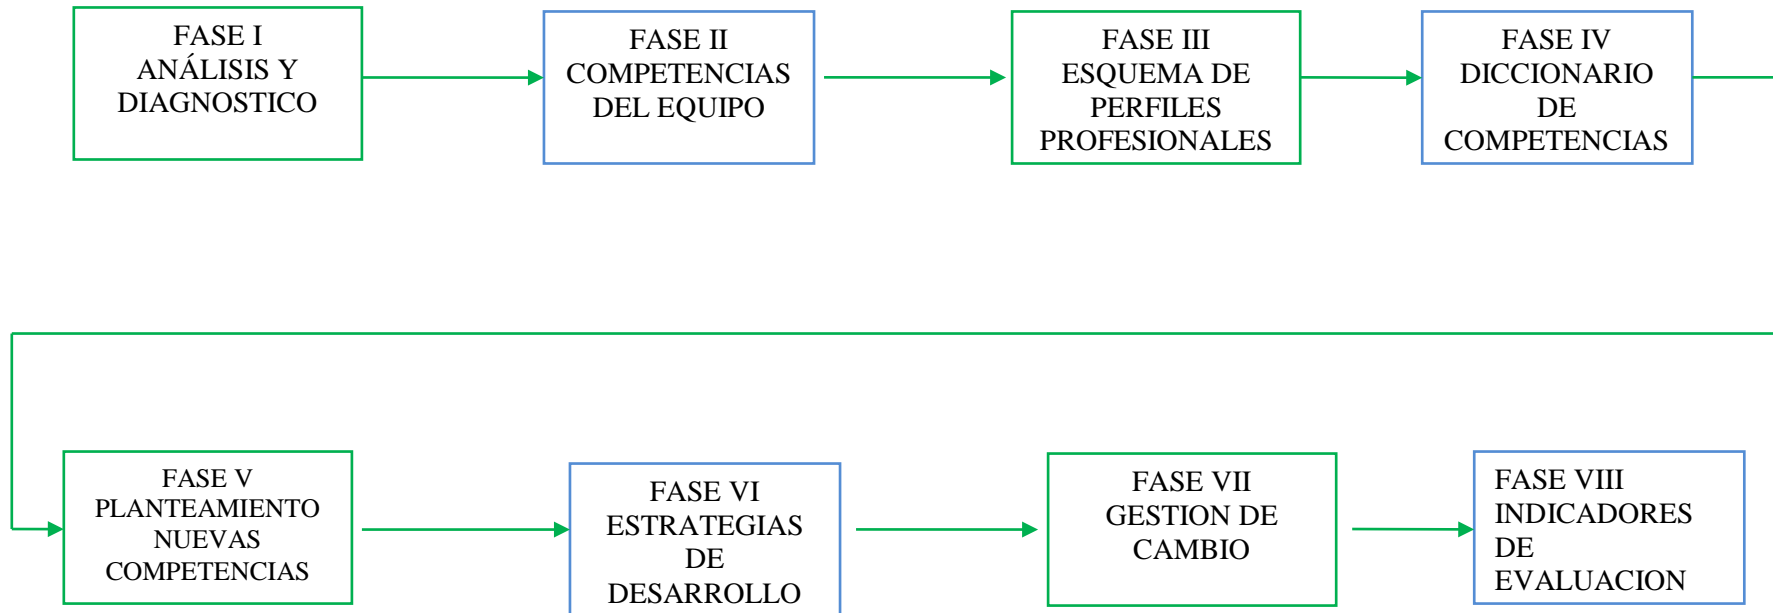 FASE I
ANÁLISIS Y
DIAGNOSTICO
FASE II
COMPETENCIAS
DEL EQUIPO
FASE III
ESQUEMA DE
PERFILES
PROFESIONALES
FASE IV
DICCIONARIO
DE
COMPETENCIAS
FASE V
PLANTEAMIENTO
NUEVAS
COMPETENCIAS
FASE VI
ESTRATEGIAS
DE
DESARROLLO
FASE VII
GESTION DE
CAMBIO
FASE VIII
INDICADORES
DE
EVALUACION